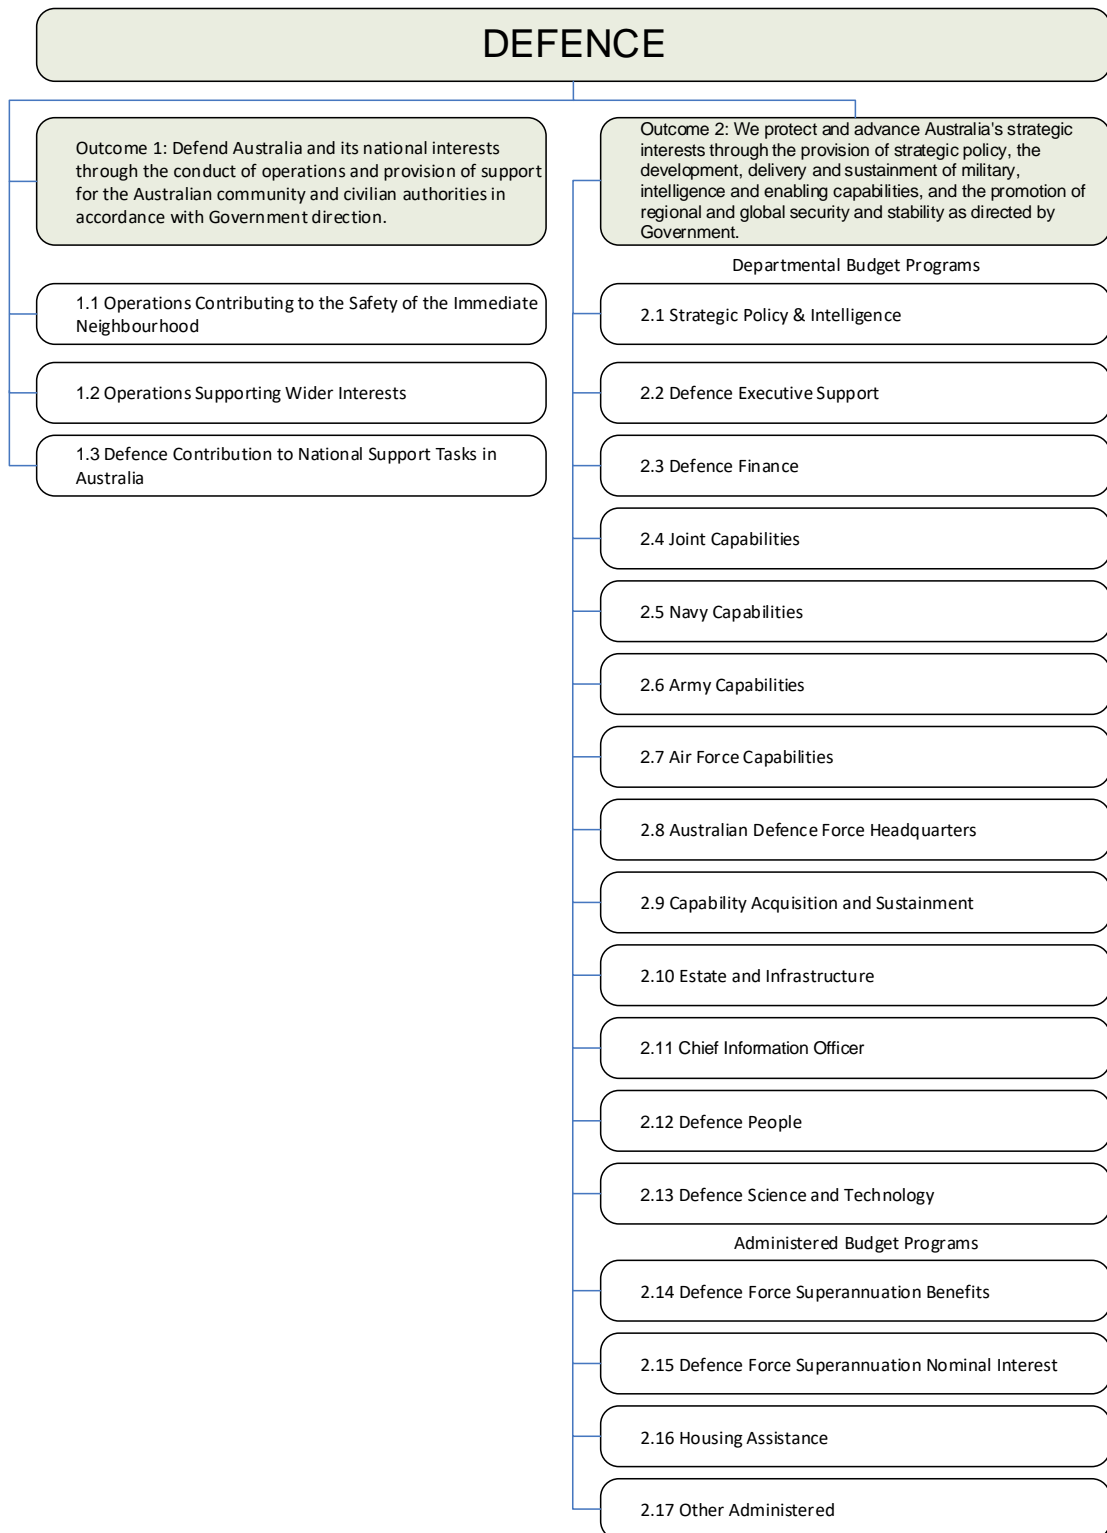 DEFENCE
Outcome 1: Defend Australia and its national interests
through the conduct of operations and provision of support
for the Australian community and civilian authorities in
accordance with Government direction.
1.1 Operations Contributing to the Safety of the Immediate
Neighbourhood
1.2 Operations Supporting Wider Interests
1.3 Defence Contribution to National Support Tasks in
Australia
Outcome 2: We protect and advance Australia's strategic
interests through the provision of strategic policy, the
development, delivery and sustainment of military,
intelligence and enabling capabilities, and the promotion of
regional and global security and stability as directed by
Government.
Departmental Budget Programs
2.1 Strategic Policy & Intelligence
2.2 Defence Executive Support
2.3 Defence Finance
2.4 Joint Capabilities
2.5 Navy Capabilities
2.6 Army Capabilities
2.7 Air Force Capabilities
2.8 Australian Defence Force Headquarters
2.9 Capability Acquisition and Sustainment
2.10 Estate and Infrastructure
2.11 Chief Information Officer
2.12 Defence People
2.13 Defence Science and Technology
Administered Budget Programs
2.14 Defence Force Superannuation Benefits
2.15 Defence Force Superannuation Nominal Interest
2.16 Housing Assistance
2.17 Other Administered